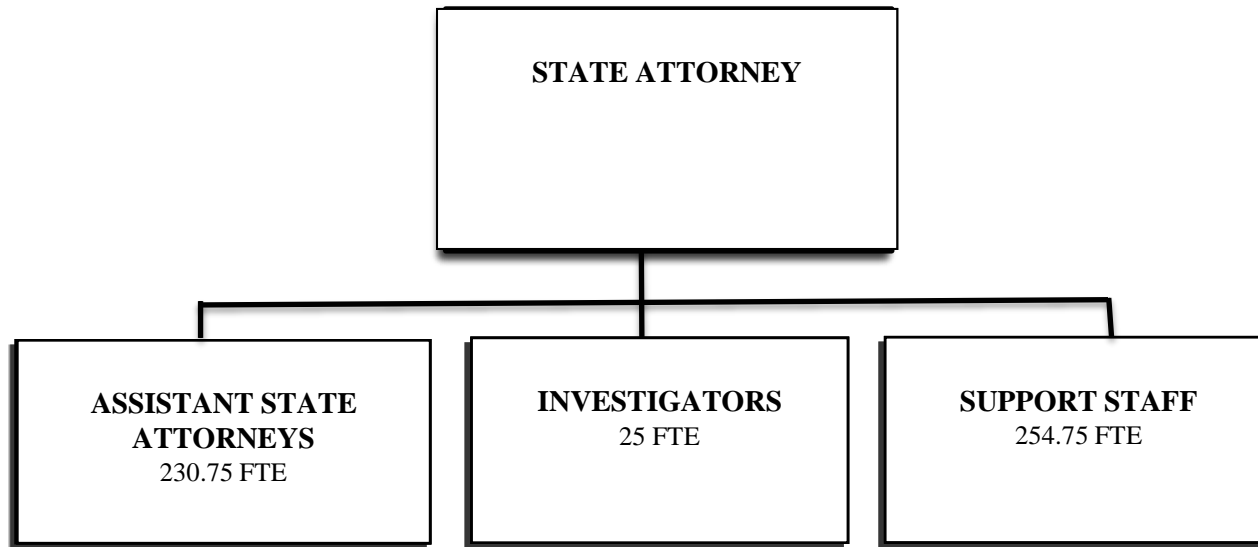 STATE ATTORNEY
ASSISTANT STATE
ATTORNEYS
230.75 FTE
INVESTIGATORS
25 FTE
SUPPORT STAFF
254.75 FTE